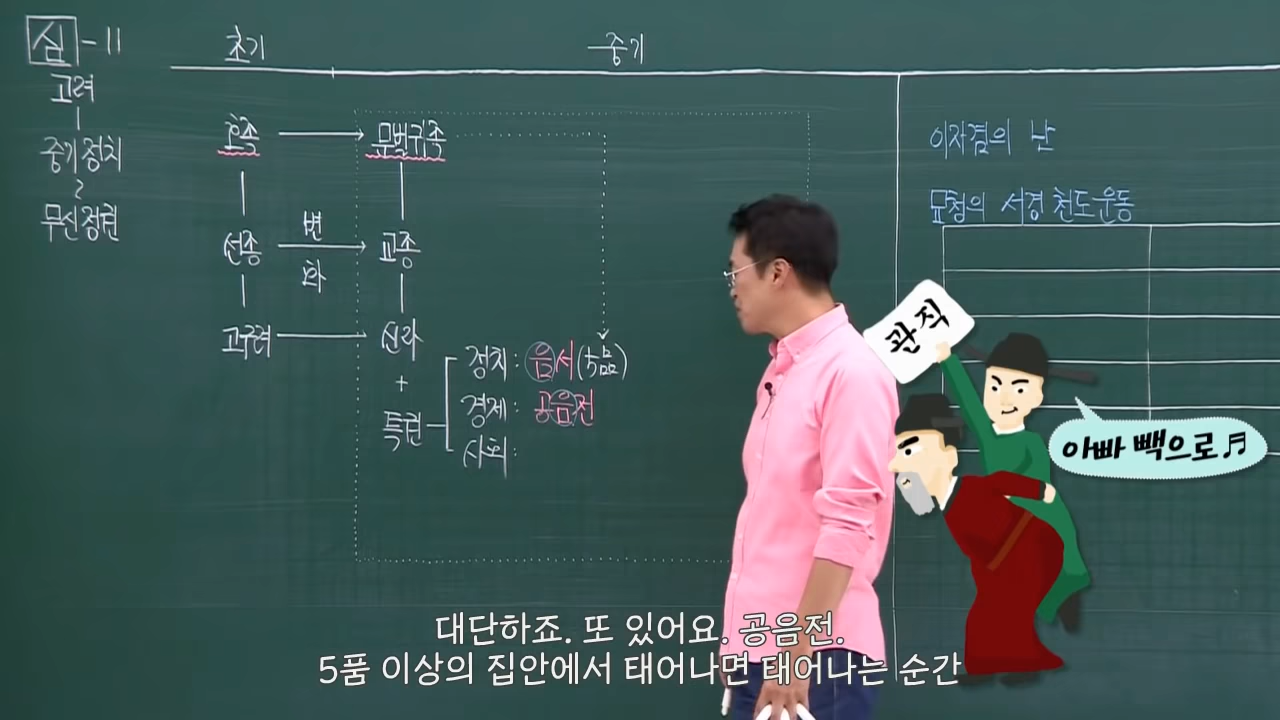 심-11
고려
중기정치
~
무신정권
초기
중기
호족
문벌귀족
선종
변
화
교종
고구려
신라
+
특권
정치: 음서(5品)
경제: 공음전
사회:
이자겸의 난
묘청의 서경 천도운동
관직
아빠 빽으로♬
대단하죠. 또 있어요. 공음전.
5품 이상의 집안에서 태어나면 태어나는 순간